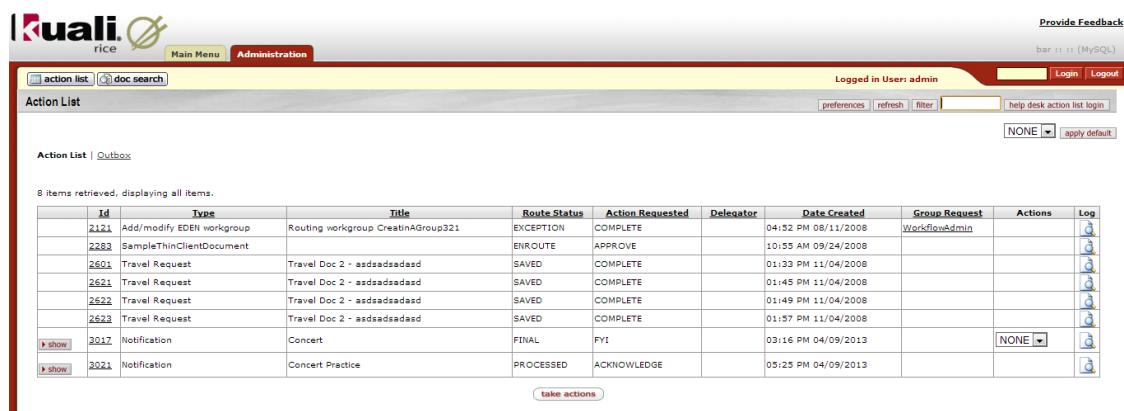 kuali rice
Provide Feedback
Main Menu Administration
bar :: :: (MySQL)
action list doc search Logged in User: admin Login Logout
Action List preferences refresh filter help desk action list login
NONE apply default
Action List | Outbox
8 items retrieved, displaying all items.
Id Type Title Route Status Action Requested Delegator Date Created Group Request Actions Log
2121 Add/modify EDEN workgroup Routing workgroup CreatinAGroup321 EXCEPTION COMPLETE 04:52 PM 08/11/2008 WorkflowAdmin
2283 SampleThinClientDocument ENROUTE APPROVE 10:55 AM 09/24/2008
2601 Travel Request Travel Doc 2 - asdsadsadasd SAVED COMPLETE 01:33 PM 11/04/2008
2621 Travel Request Travel Doc 2 - asdsadsadasd SAVED COMPLETE 01:45 PM 11/04/2008
2622 Travel Request Travel Doc 2 - asdsadsadasd SAVED COMPLETE 01:49 PM 11/04/2008
2623 Travel Request Travel Doc 2 - asdsadsadasd SAVED COMPLETE 01:57 PM 11/04/2008
show 3017 Notification Concert FINAL FYI 03:16 PM 04/09/2013 NONE
show 3021 Notification Concert Practice PROCESSED ACKNOWLEDGE 05:25 PM 04/09/2013
take actions